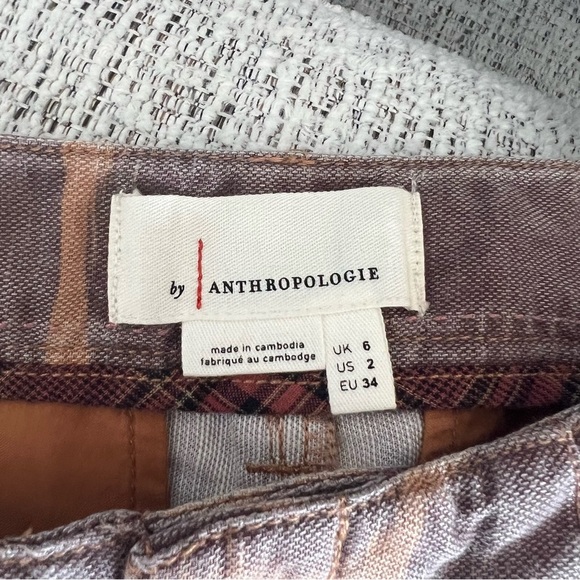 by ANTHROPOLOGIE
made in cambodia
fabriqué au cambodge
UK 6
US 2
EU 34